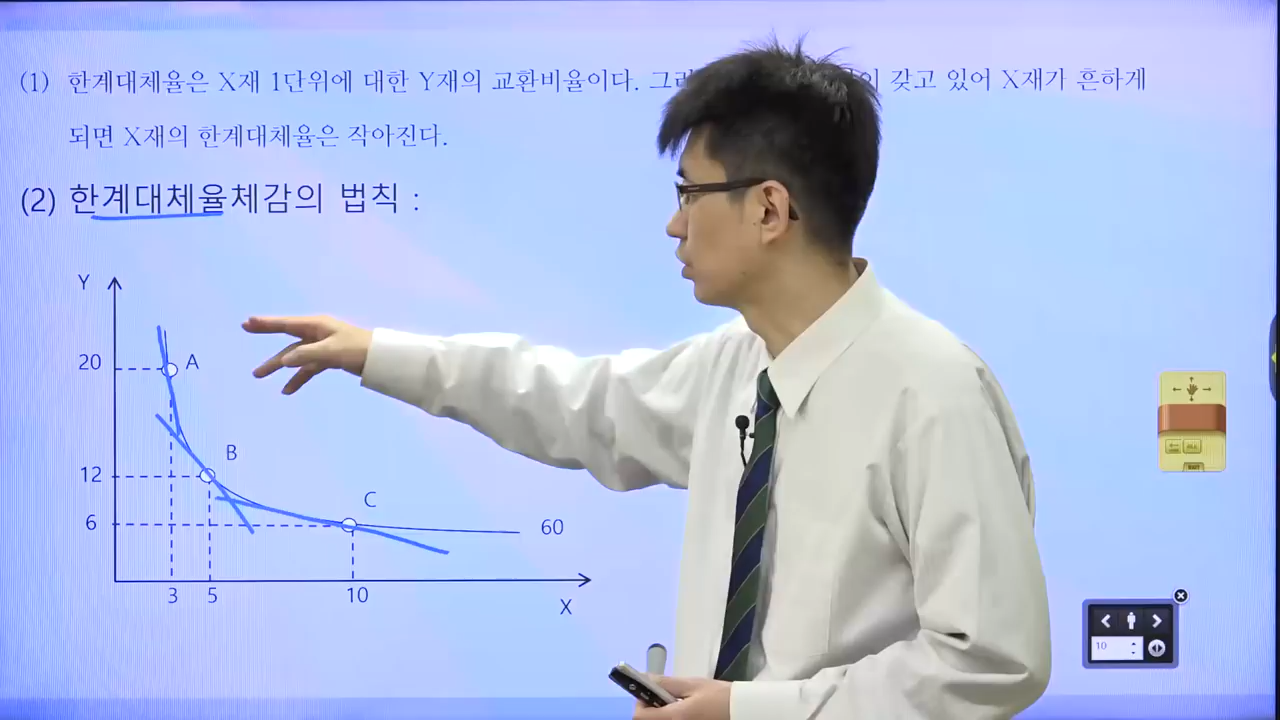 (1) 한계대체율은 X재 1단위에 대한 Y재의 교환비율이다. 갖고 있어 X재가 흔하게
되면 X재의 한계대체율은 작아진다.
(2) 한계대체율체감의 법칙 :
Y
20
A
B
12
C
6
60
3 5 10
X
10